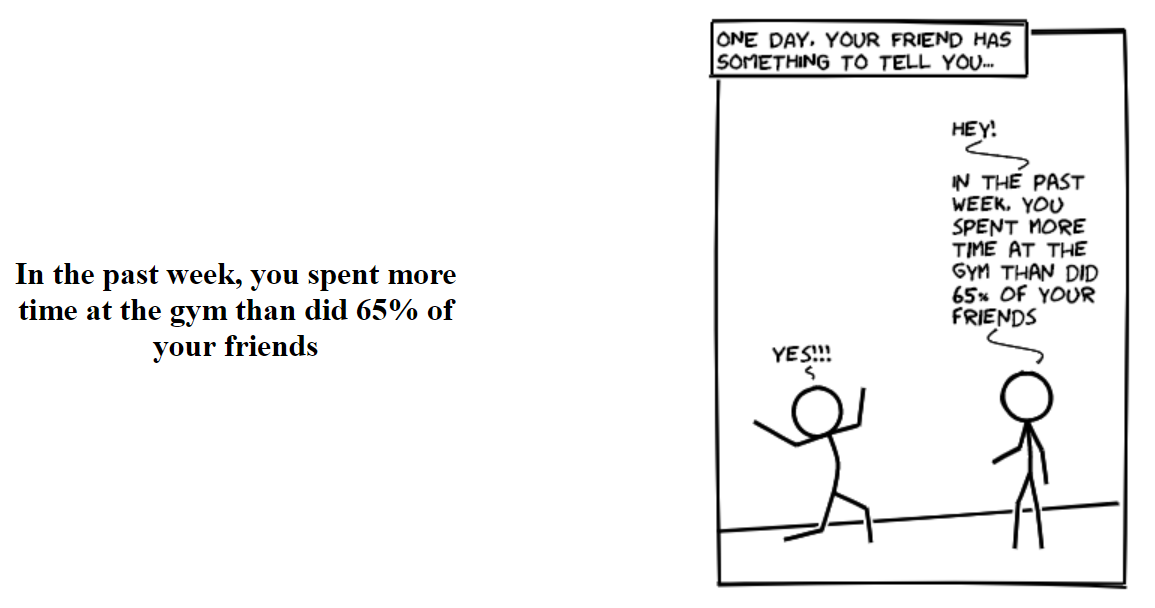 In the past week, you spent more
time at the gym than did 65% of
your friends
ONE DAY, YOUR FRIEND HAS
SOMETHING TO TELL YOU...
HEY!
IN THE PAST
WEEK, YOU
SPENT MORE
TIME AT THE
GYM THAN DID
65% OF YOUR
FRIENDS
YES!!!